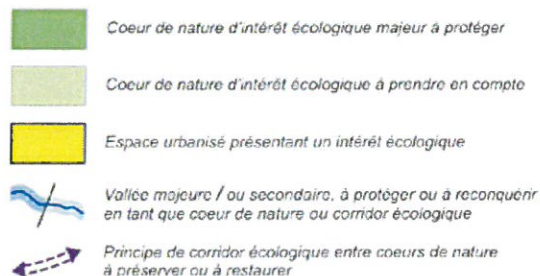 Coeur de nature d'intérêt écologique majeur à protéger
Coeur de nature d'intérêt écologique à prendre en compte
Espace urbanisé présentant un intérêt écologique
Vallée majeure / ou secondaire, à protéger ou à reconquérir
en tant que coeur de nature ou corridor écologique
Principe de corridor écologique entre coeurs de nature
à préserver ou à restaurer